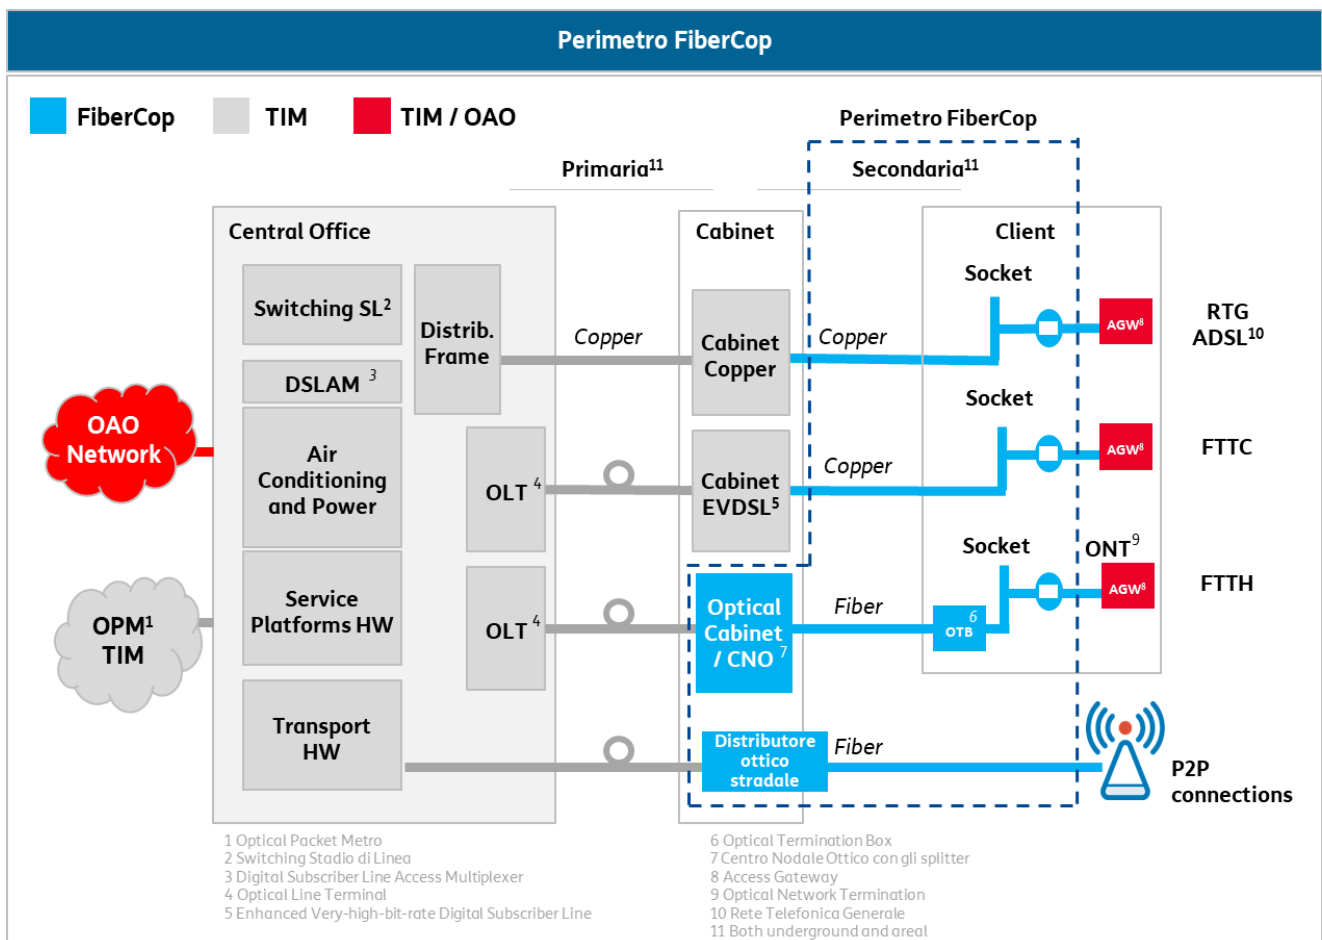 Perimetro FiberCop
FiberCop
TIM
TIM / OAO
Perimetro FiberCop
Primaria¹¹
Secondaria¹¹
Central Office
Cabinet
Client
Switching SL²
Distrib.
Frame
DSLAM ³
Air
Conditioning
and Power
Service
Platforms HW
Transport
HW
OAO
Network
OPM¹
TIM
OLT ⁴
OLT ⁴
Copper
Cabinet
Copper
Copper
Socket
AGW⁸
RTG
ADSL¹⁰
Cabinet
EVDSL⁵
Copper
Socket
AGW⁸
FTTC
Optical
Cabinet
/ CNO ⁷
Fiber
Socket
6
OTB
ONT⁹
AGW⁸
FTTH
Distributore
ottico
stradale
Fiber
P2P
connections
1 Optical Packet Metro
2 Switching Stadio di Linea
3 Digital Subscriber Line Access Multiplexer
4 Optical Line Terminal
5 Enhanced Very-high-bit-rate Digital Subscriber Line
6 Optical Termination Box
7 Centro Nodale Ottico con gli splitter
8 Access Gateway
9 Optical Network Termination
10 Rete Telefonica Generale
11 Both underground and areal